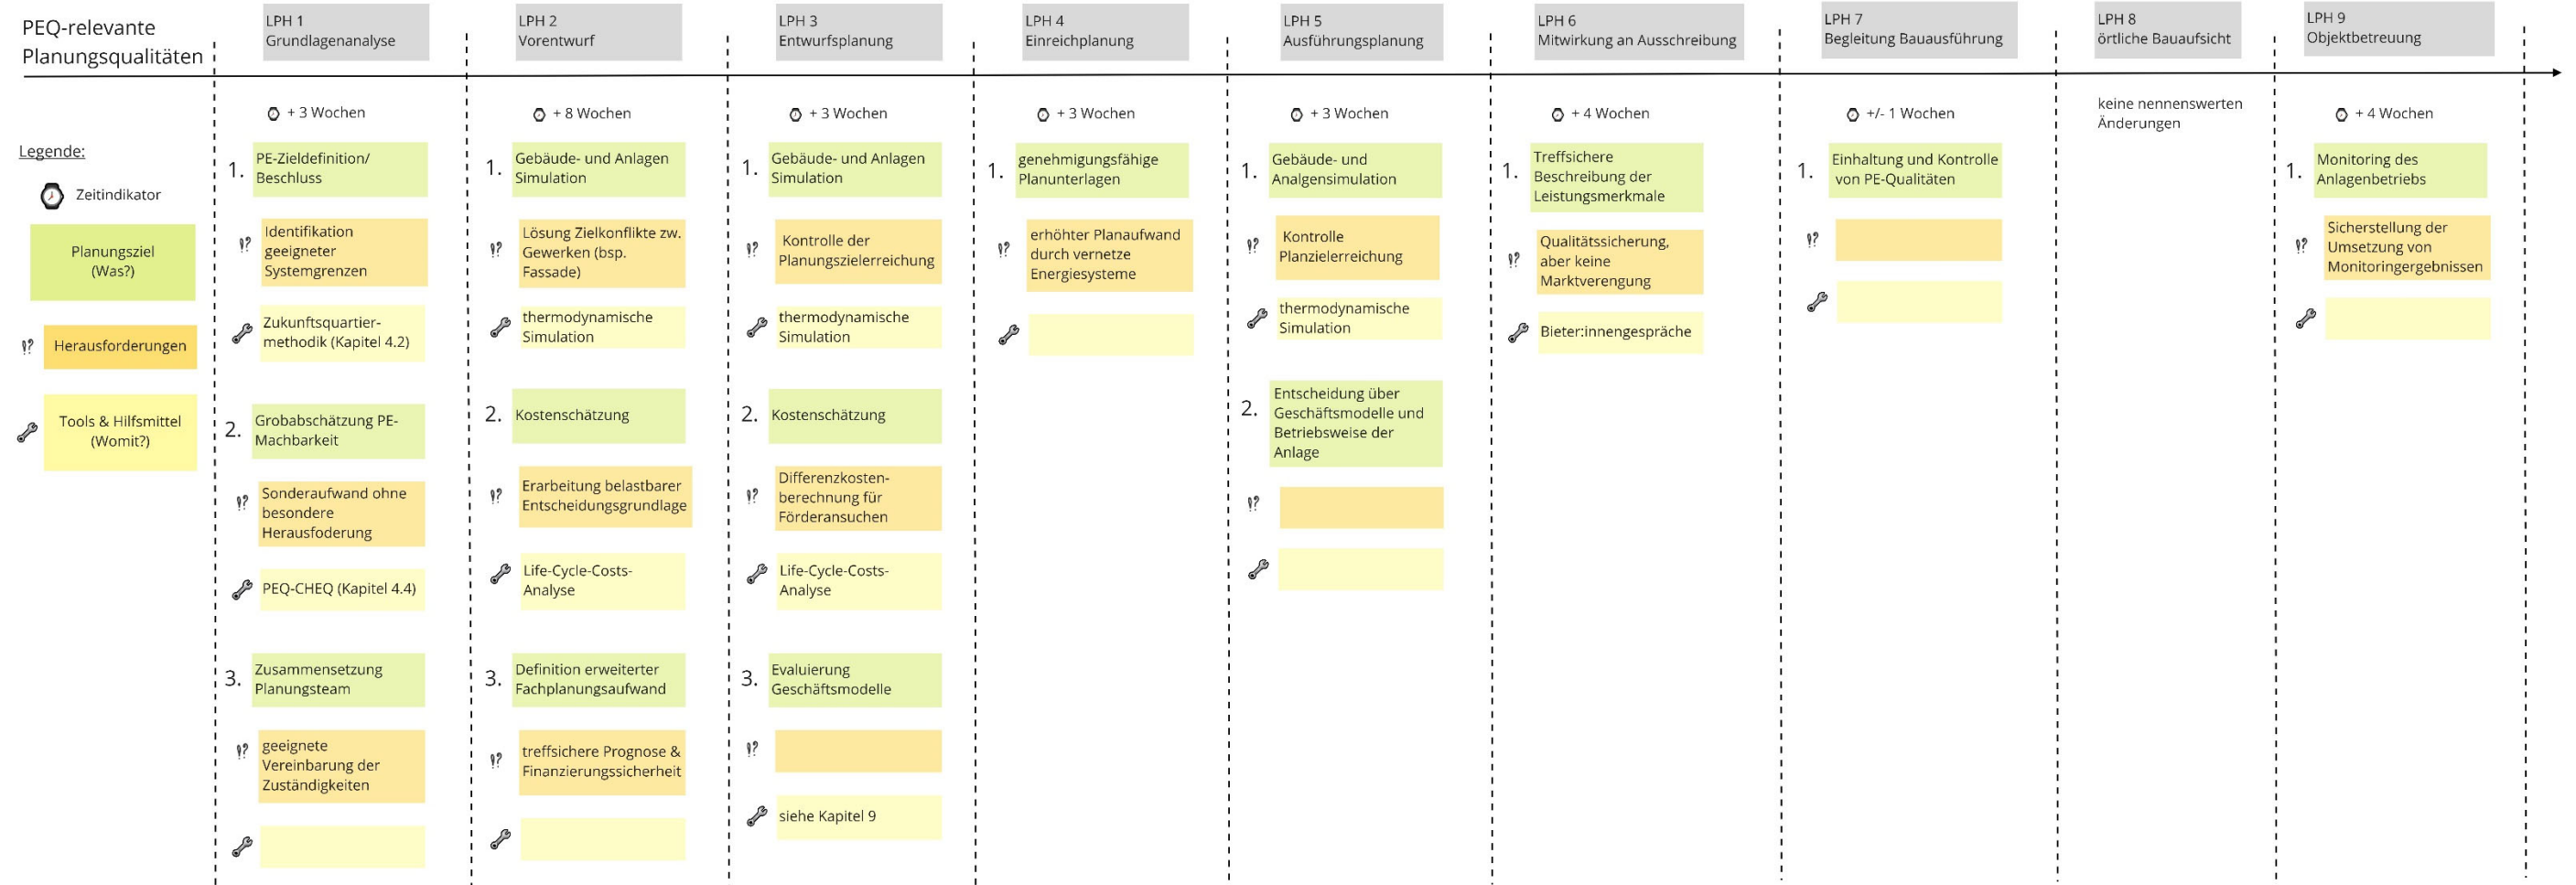 PEQ-relevante
Planungsqualitäten
LPH 1
Grundlagenanalyse
LPH 2
Vorentwurf
LPH 3
Entwurfsplanung
LPH 4
Einreichplanung
LPH 5
Ausführungsplanung
LPH 6
Mitwirkung an Ausschreibung
LPH 7
Begleitung Bauausführung
LPH 8
örtliche Bauaufsicht
LPH 9
Objektbetreuung
Legende:
Zeitindikator
Planungsziel
(Was?)
!? Herausforderungen
Tools & Hilfsmittel
(Womit?)
+ 3 Wochen
1. PE-Zieldefinition/
Beschluss
!? Identifikation
geeigneter
Systemgrenzen
Zukunftsquartier-
methodik (Kapitel 4.2)
2. Grobabschätzung PE-
Machbarkeit
!? Sonderaufwand ohne
besondere
Herausfoderung
PEQ-CHEQ (Kapitel 4.4)
3. Zusammensetzung
Planungsteam
!? geeignete
Vereinbarung der
Zuständigkeiten
+ 8 Wochen
1. Gebäude- und Anlagen
Simulation
!? Lösung Zielkonflikte zw.
Gewerken (bsp.
Fassade)
thermodynamische
Simulation
2. Kostenschätzung
!? Erarbeitung belastbarer
Entscheidungsgrundlage
Life-Cycle-Costs-
Analyse
3. Definition erweiterter
Fachplanungsaufwand
!? treffsichere Prognose &
Finanzierungssicherheit
+ 3 Wochen
1. Gebäude- und Anlagen
Simulation
!? Kontrolle der
Planungszielerreichung
thermodynamische
Simulation
2. Kostenschätzung
!? Differenzkosten-
berechnung für
Förderansuchen
Life-Cycle-Costs-
Analyse
3. Evaluierung
Geschäftsmodelle
!?
siehe Kapitel 9
+ 3 Wochen
1. genehmigungsfähige
Planunterlagen
!? erhöhter Planaufwand
durch vernetze
Energiesysteme
+ 3 Wochen
1. Gebäude- und
Analgensimulation
!? Kontrolle
Planzielerreichung
thermodynamische
Simulation
2. Entscheidung über
Geschäftsmodelle und
Betriebsweise der
Anlage
!?
+ 4 Wochen
1. Treffsichere
Beschreibung der
Leistungsmerkmale
!? Qualitätssicherung,
aber keine
Marktverengung
Bieter:innengespräche
+/- 1 Wochen
1. Einhaltung und Kontrolle
von PE-Qualitäten
!?
keine nennenswerten
Änderungen
+ 4 Wochen
1. Monitoring des
Anlagenbetriebs
!? Sicherstellung der
Umsetzung von
Monitoringergebnissen